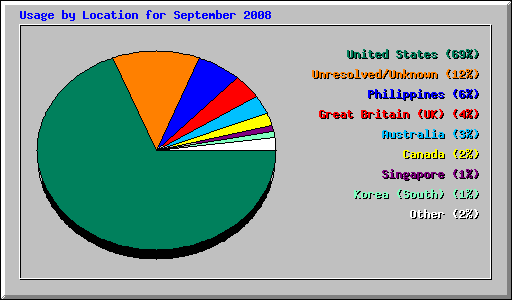 Usage by Location for September 2008
United States (69%)
Unresolved/Unknown (12%)
Philippines (6%)
Great Britain (UK) (4%)
Australia (3%)
Canada (2%)
Singapore (1%)
Korea (South) (1%)
Other (2%)